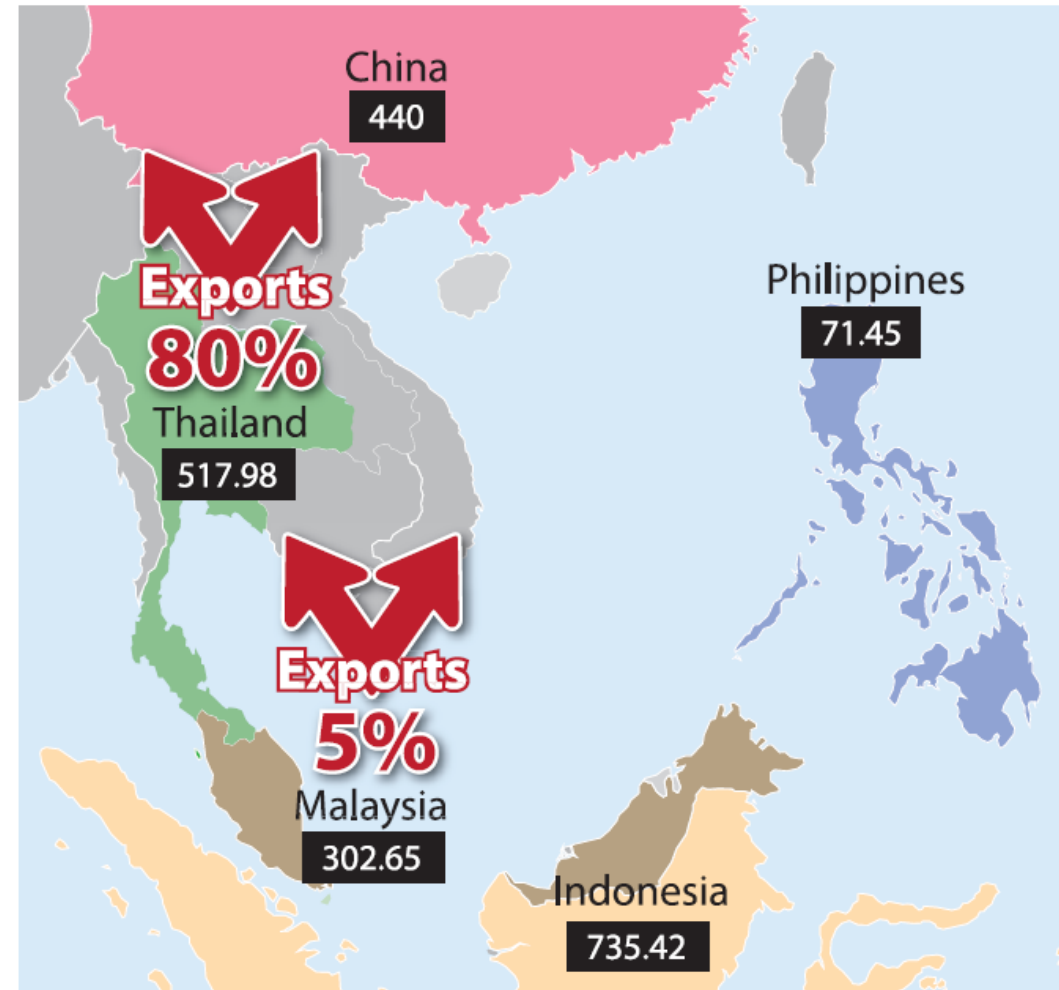 China
440
Exports
80%
Thailand
517.98
Philippines
71.45
Exports
5%
Malaysia
302.65
Indonesia
735.42